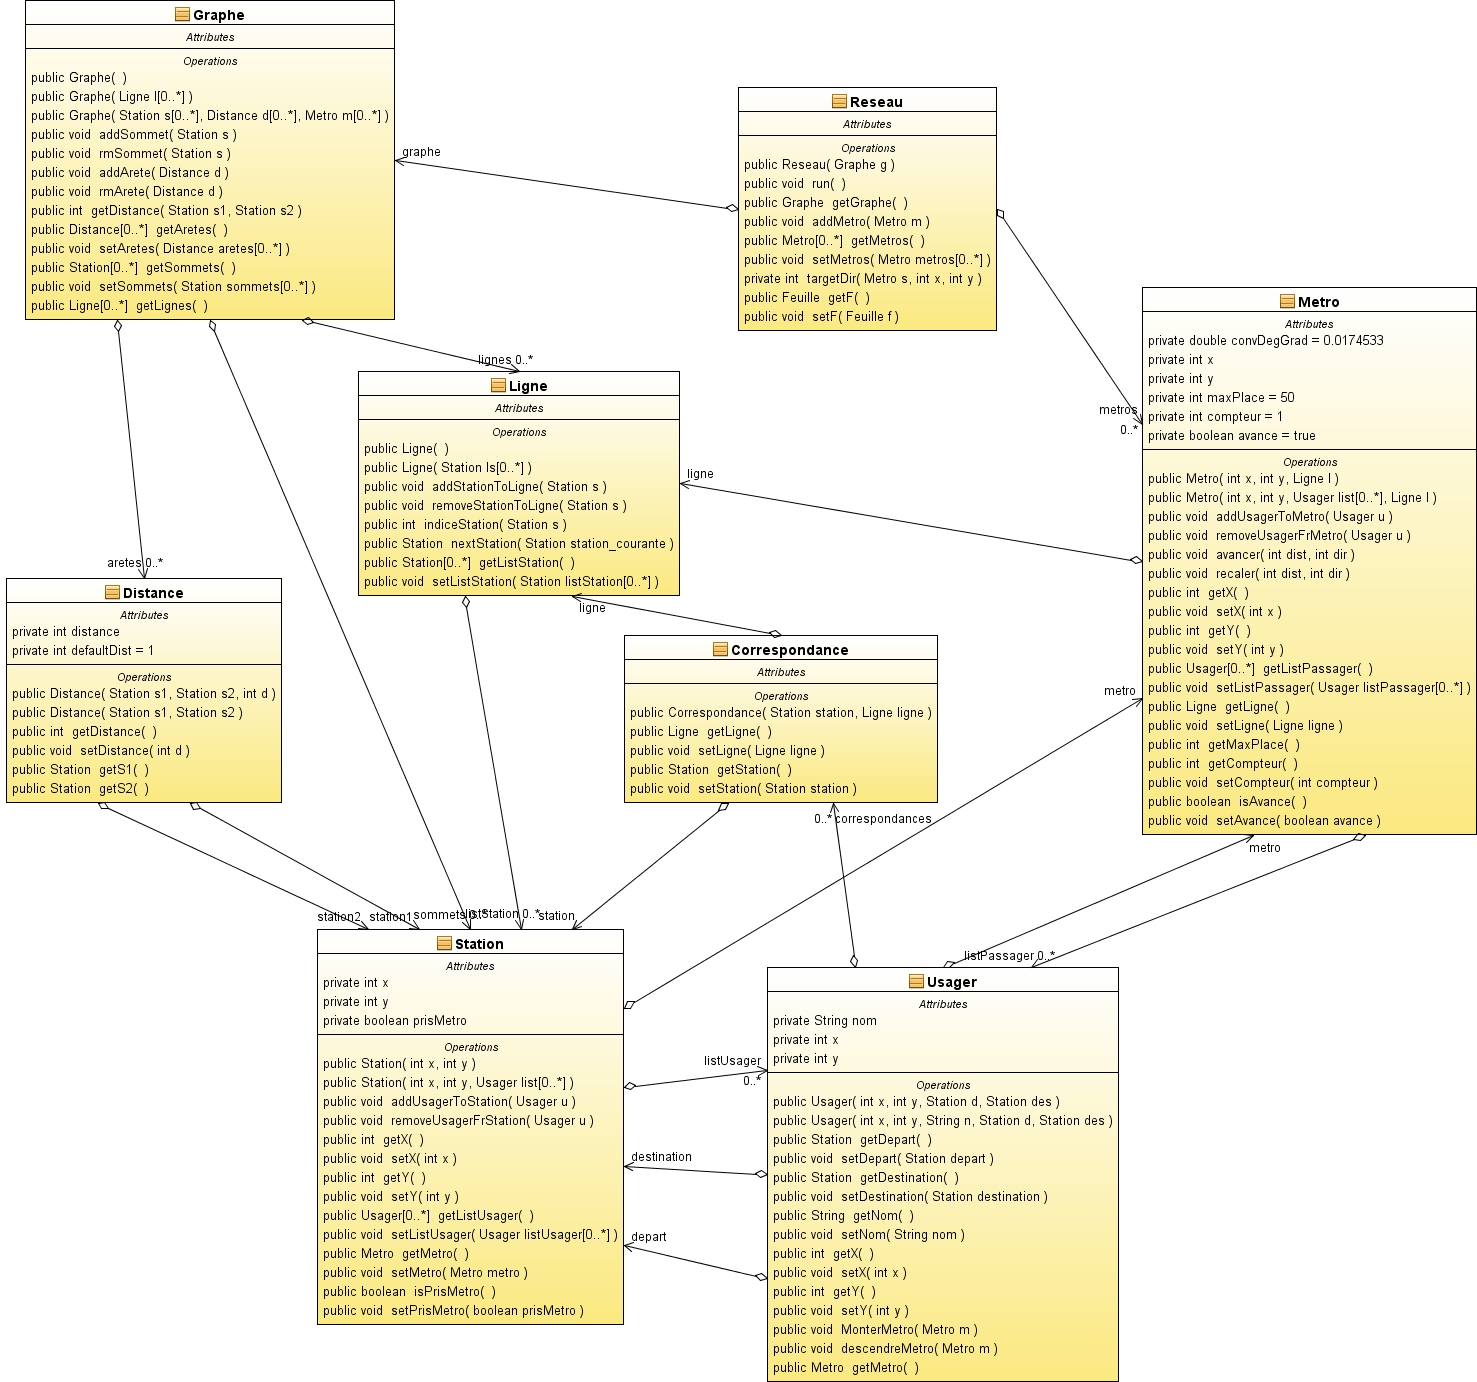 Graphe
Attributes
Operations
public Graphe( )
public Graphe( Ligne l[0..*] )
public Graphe( Station s[0..*], Distance d[0..*], Metro m[0..*] )
public void addSommet( Station s )
public void rmSommet( Station s )
public void addArete( Distance d )
public void rmArete( Distance d )
public int getDistance( Station s1, Station s2 )
public Distance[0..*] getAretes( )
public void setAretes( Distance aretes[0..*] )
public Station[0..*] getSommets( )
public void setSommets( Station sommets[0..*] )
public Ligne[0..*] getLignes( )
graphe
Reseau
Attributes
Operations
public Reseau( Graphe g )
public void run( )
public Graphe getGraphe( )
public void addMetro( Metro m )
public Metro[0..*] getMetros( )
public void setMetros( Metro metros[0..*] )
private int targetDir( Metro s, int x, int y )
public Feuille getF( )
public void setF( Feuille f )
metros
0..*
Metro
Attributes
private double convDegGrad = 0.0174533
private int x
private int y
private int maxPlace = 50
private int compteur = 1
private boolean avance = true
Operations
public Metro( int x, int y, Ligne l )
public Metro( int x, int y, Usager list[0..*], Ligne l )
public void addUsagerToMetro( Usager u )
public void removeUsagerFrMetro( Usager u )
public void avancer( int dist, int dir )
public void recaler( int dist, int dir )
public int getX( )
public void setX( int x )
public int getY( )
public void setY( int y )
public Usager[0..*] getListPassager( )
public void setListPassager( Usager listPassager[0..*] )
public Ligne getLigne( )
public void setLigne( Ligne ligne )
public int getMaxPlace( )
public int getCompteur( )
public void setCompteur( int compteur )
public boolean isAvance( )
public void setAvance( boolean avance )
lignes 0..*
Ligne
Attributes
Operations
public Ligne( )
public Ligne( Station ls[0..*] )
public void addStationToLigne( Station s )
public void removeStationToLigne( Station s )
public int indiceStation( Station s )
public Station nextStation( Station station_courante )
public Station[0..*] getListStation( )
public void setListStation( Station listStation[0..*] )
ligne
ligne
aretes 0..*
Distance
Attributes
private int distance
private int defaultDist = 1
Operations
public Distance( Station s1, Station s2, int d )
public Distance( Station s1, Station s2 )
public int getDistance( )
public void setDistance( int d )
public Station getS1( )
public Station getS2( )
Correspondance
Attributes
Operations
public Correspondance( Station station, Ligne ligne )
public Ligne getLigne( )
public void setLigne( Ligne ligne )
public Station getStation( )
public void setStation( Station station )
metro
0..* correspondances
metro
station2
station1
sommets 0..*
listStation 0..*
station
listPassager 0..*
Station
Attributes
private int x
private int y
private boolean prisMetro
Operations
public Station( int x, int y )
public Station( int x, int y, Usager list[0..*] )
public void addUsagerToStation( Usager u )
public void removeUsagerFrStation( Usager u )
public int getX( )
public void setX( int x )
public int getY( )
public void setY( int y )
public Usager[0..*] getListUsager( )
public void setListUsager( Usager listUsager[0..*] )
public Metro getMetro( )
public void setMetro( Metro metro )
public boolean isPrisMetro( )
public void setPrisMetro( boolean prisMetro )
listUsager
0..*
destination
depart
Usager
Attributes
private String nom
private int x
private int y
Operations
public Usager( int x, int y, Station d, Station des )
public Usager( int x, int y, String n, Station d, Station des )
public Station getDepart( )
public void setDepart( Station depart )
public Station getDestination( )
public void setDestination( Station destination )
public String getNom( )
public void setNom( String nom )
public int getX( )
public void setX( int x )
public int getY( )
public void setY( int y )
public void MonterMetro( Metro m )
public void descendreMetro( Metro m )
public Metro getMetro( )